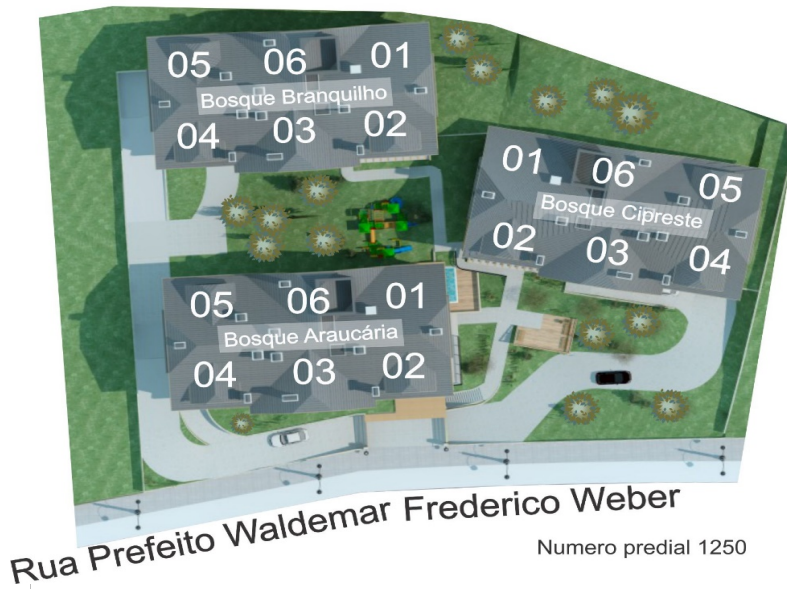 05 06 01
Bosque Branquilho
04 03 02
01 06 05
Bosque Cipreste
02 03 04
05 06 01
Bosque Araucária
04 03 02
Rua Prefeito Waldemar Frederico Weber
Numero predial 1250